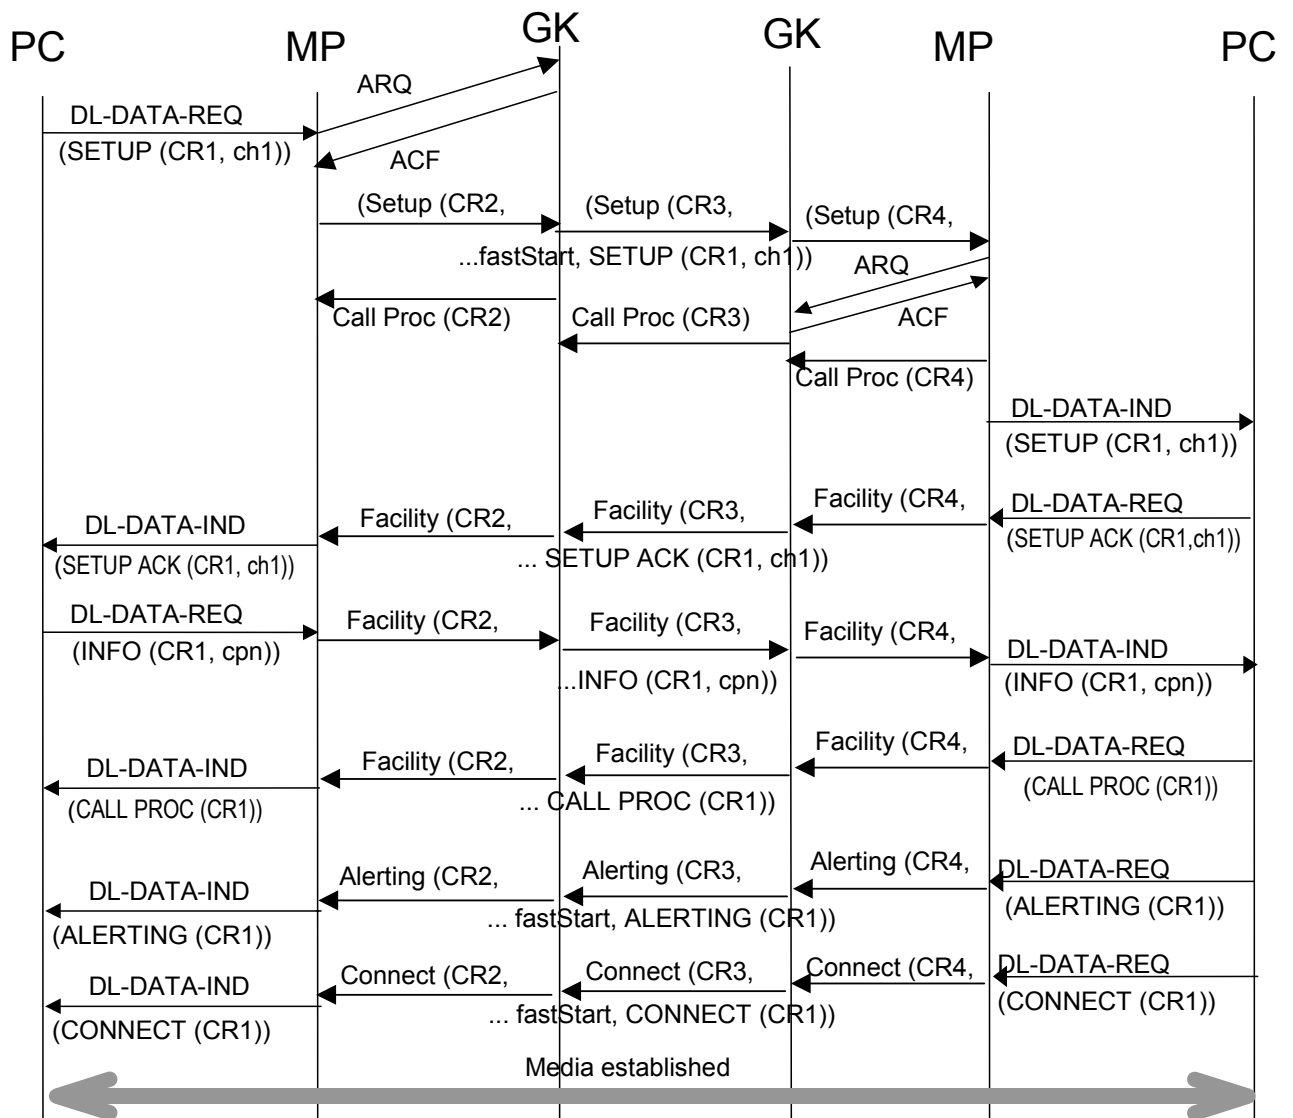 PC MP GK GK MP PC
ARQ
DL-DATA-REQ
(SETUP (CR1, ch1))
ACF
(Setup (CR2, (Setup (CR3, (Setup (CR4,
...fastStart, SETUP (CR1, ch1))
ARQ
Call Proc (CR2) Call Proc (CR3) ACF
Call Proc (CR4)
DL-DATA-IND
(SETUP (CR1, ch1))
DL-DATA-IND Facility (CR2, Facility (CR3, Facility (CR4, DL-DATA-REQ
(SETUP ACK (CR1, ch1)) ... SETUP ACK (CR1, ch1)) (SETUP ACK (CR1,ch1))
DL-DATA-REQ Facility (CR2, Facility (CR3, Facility (CR4, DL-DATA-IND
(INFO (CR1, cpn)) ...INFO (CR1, cpn)) (INFO (CR1, cpn))
DL-DATA-IND Facility (CR2, Facility (CR3, Facility (CR4, DL-DATA-REQ
(CALL PROC (CR1)) ... CALL PROC (CR1)) (CALL PROC (CR1))
DL-DATA-IND Alerting (CR2, Alerting (CR3, Alerting (CR4, DL-DATA-REQ
(ALERTING (CR1)) ... fastStart, ALERTING (CR1)) (ALERTING (CR1))
DL-DATA-IND Connect (CR2, Connect (CR3, Connect (CR4, DL-DATA-REQ
(CONNECT (CR1)) ... fastStart, CONNECT (CR1)) (CONNECT (CR1))
Media established